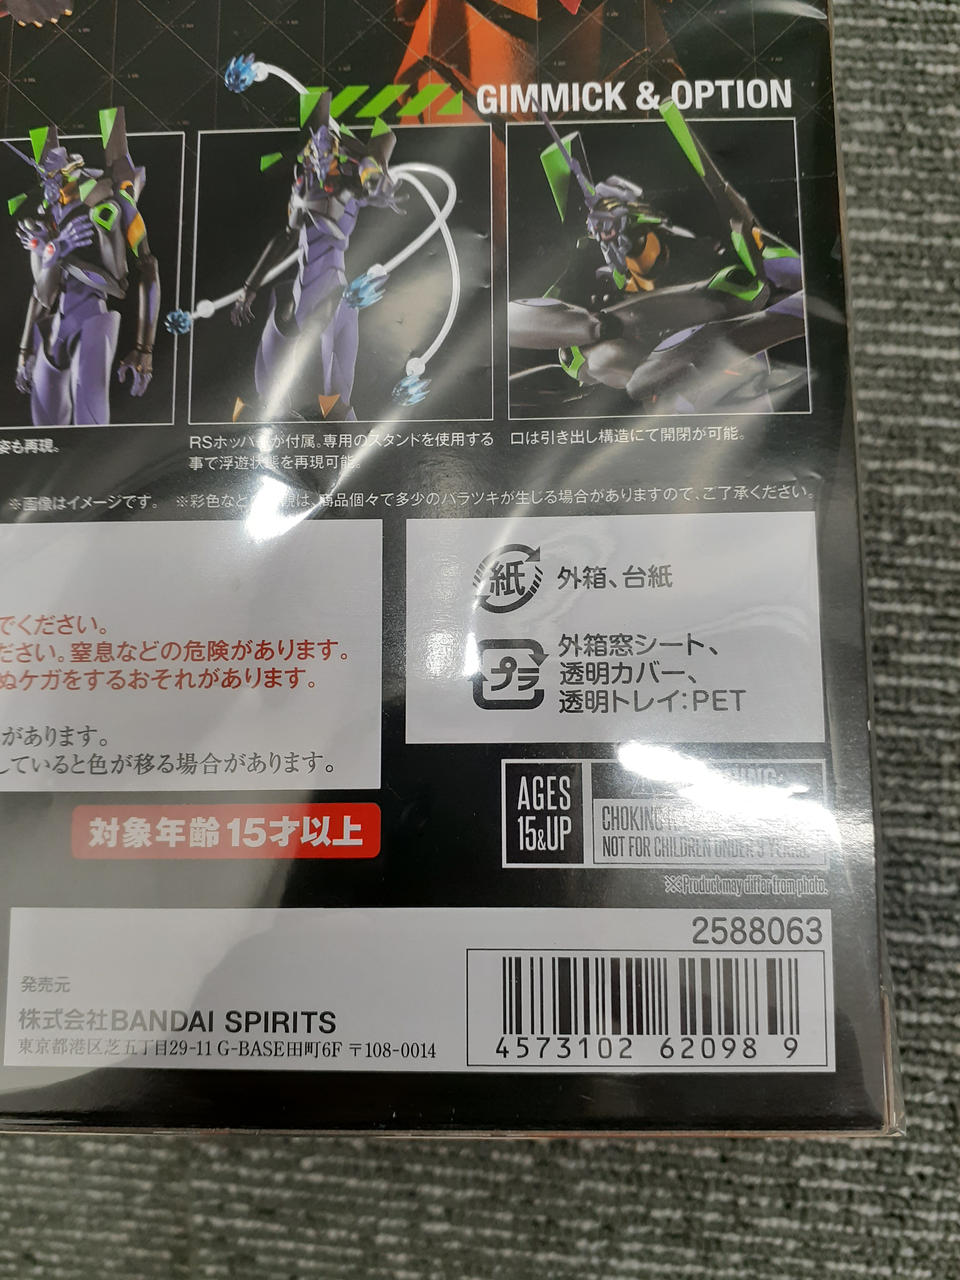 GIMMICK & OPTION
姿も再現。
RSホッパーが付属。専用のスタンドを使用する
事で浮遊状態を再現可能。
口は引き出し構造にて開閉が可能。
※画像はイメージです。 ※彩色など 商品個々で多少のバラツキが生じる場合がありますので、ご了承ください。
でください。
ださい。窒息などの危険があります。
ぬケガをするおそれがあります。
があります。
していると色が移る場合があります。
紙 外箱、台紙
プラ 外箱窓シート、
透明カバー、
透明トレイ:PET
対象年齢15才以上
AGES
15&UP
WARNING:
CHOKING
NOT FOR CHILDREN UNDER 3 YEARS.
※Product may differ from photo.
2588063
発売元
株式会社BANDAI SPIRITS
東京都港区芝五丁目29-11 G-BASE田町6F 〒108-0014
4573102 62098 9